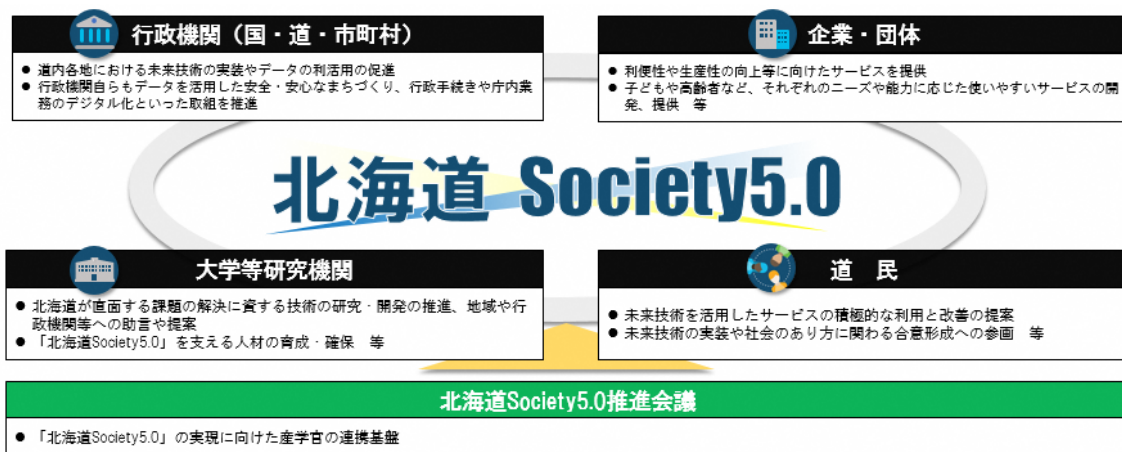 行政機関（国・道・市町村）
● 道内各地における未来技術の実装やデータの利活用の促進
● 行政機関自らもデータを活用した安全・安心なまちづくり、行政手続きや庁内業
務のデジタル化といった取組を推進
企業・団体
● 利便性や生産性の向上等に向けたサービスを提供
● 子どもや高齢者など、それぞれのニーズや能力に応じた使いやすいサービスの開
発、提供　等
北海道 Society5.0
大学等研究機関
● 北海道が直面する課題の解決に資する技術の研究・開発の推進、地域や行
政機関等への助言や提案
● 「北海道Society5.0」を支える人材の育成・確保　等
道　民
● 未来技術を活用したサービスの積極的な利用と改善の提案
● 未来技術の実装や社会のあり方に関わる合意形成への参画　等
北海道Society5.0推進会議
● 「北海道Society5.0」の実現に向けた産学官の連携基盤